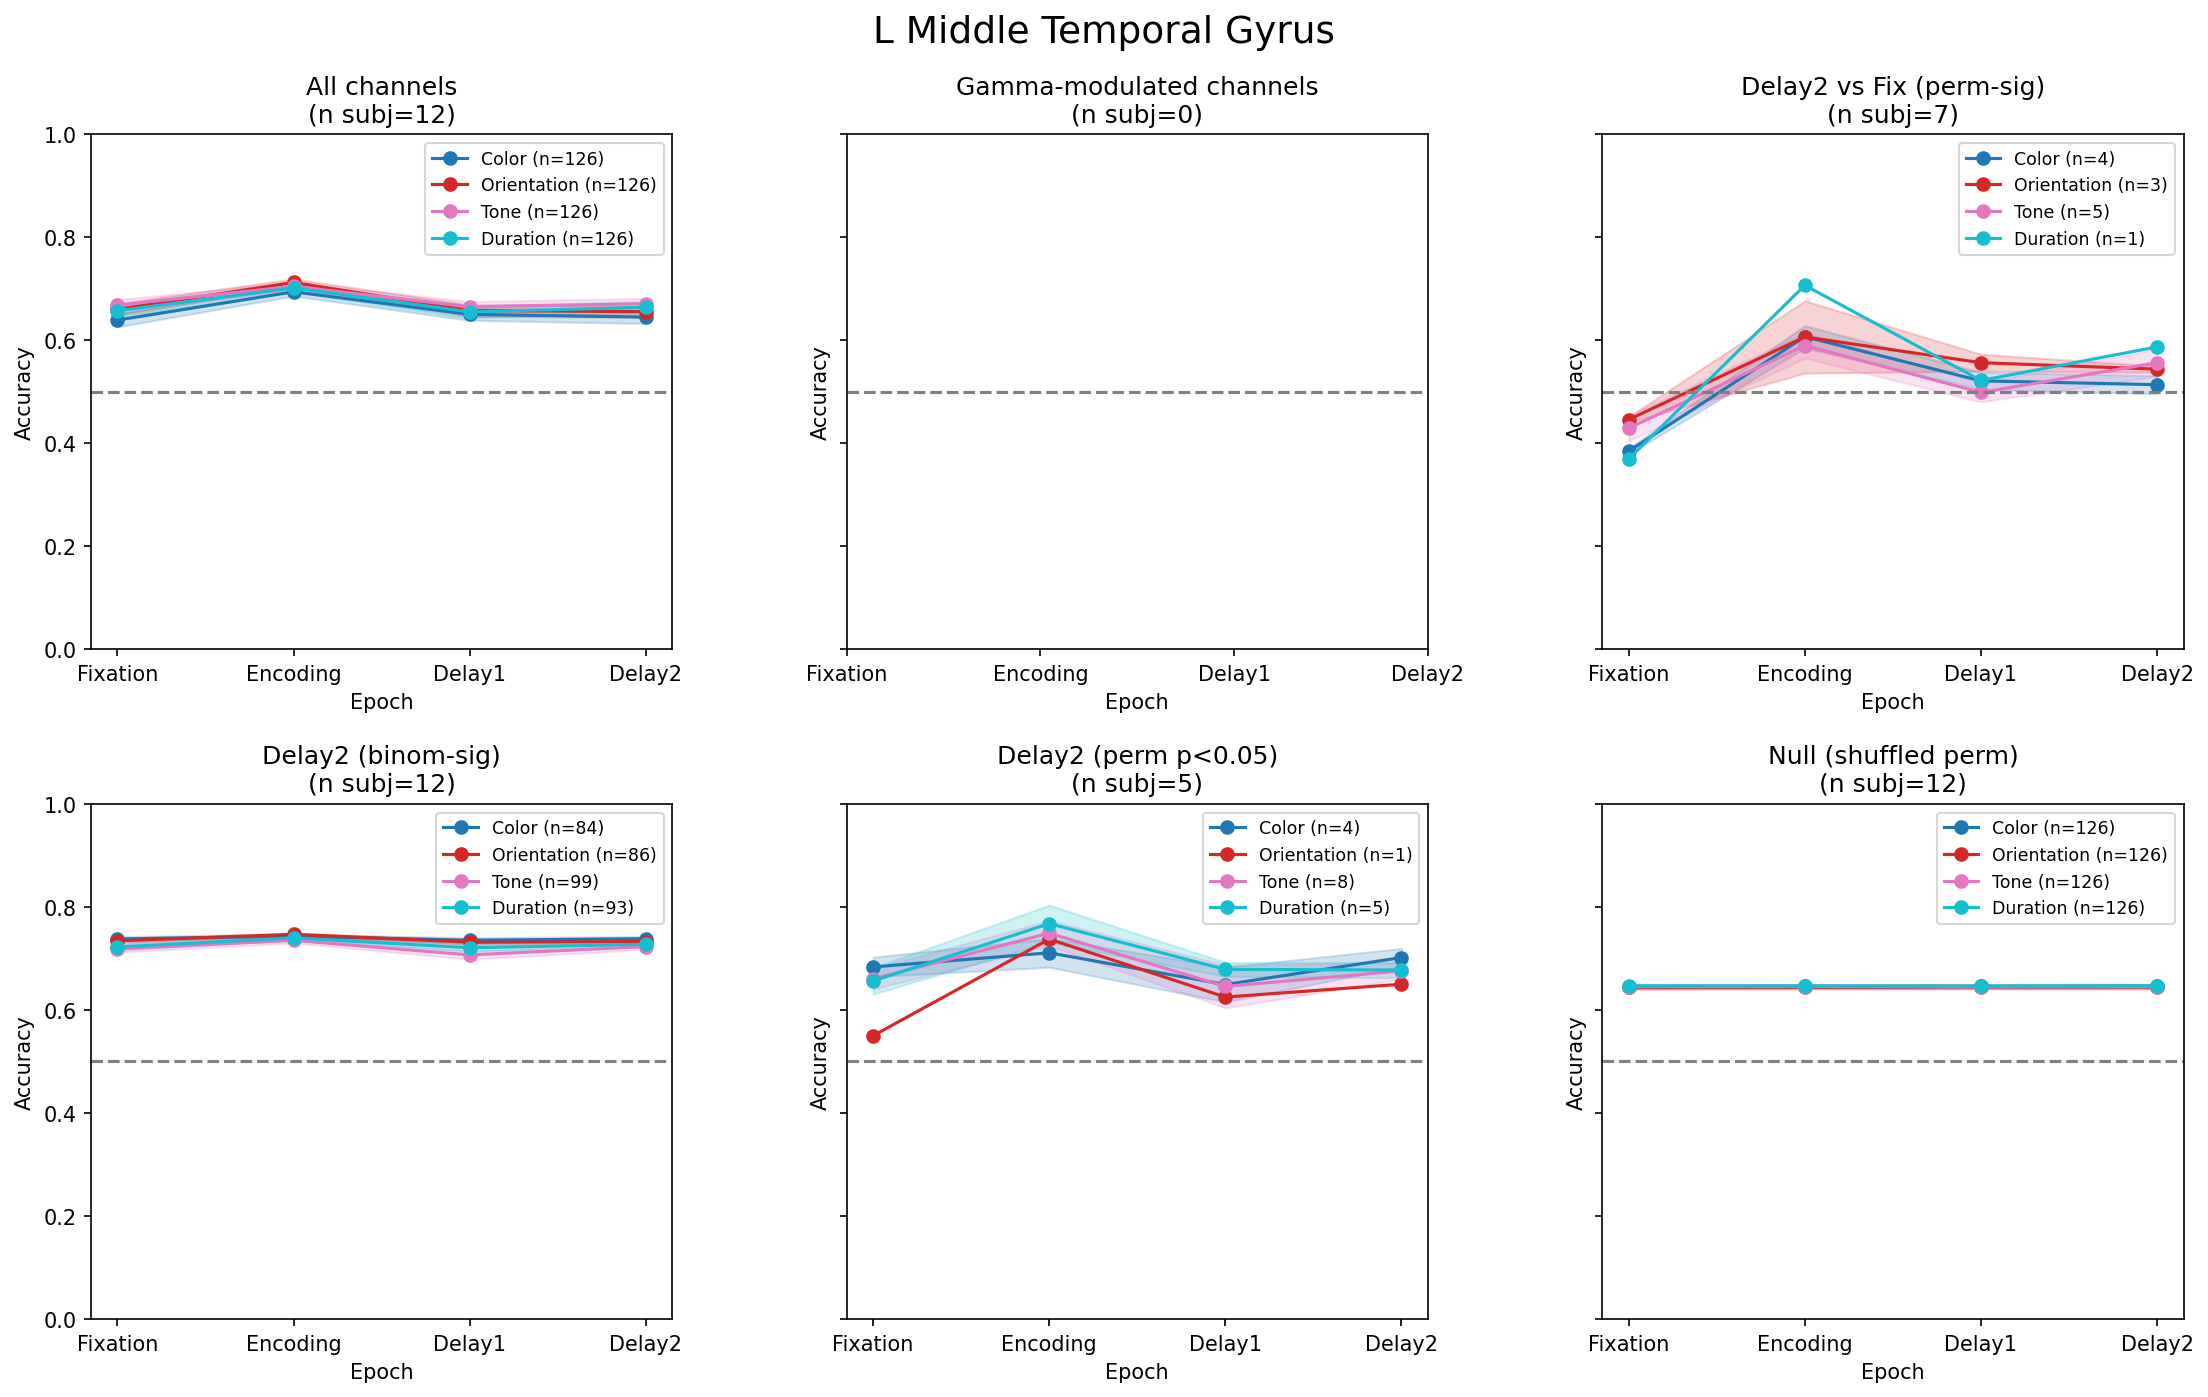 L Middle Temporal Gyrus
All channels
(n subj=12)
Accuracy
1.0
0.8
0.6
0.4
0.2
0.0
Color (n=126)
Orientation (n=126)
Tone (n=126)
Duration (n=126)
Fixation
Encoding
Delay1
Delay2
Epoch
Gamma-modulated channels
(n subj=0)
Accuracy
Fixation
Encoding
Delay1
Delay2
Epoch
Delay2 vs Fix (perm-sig)
(n subj=7)
Accuracy
Color (n=4)
Orientation (n=3)
Tone (n=5)
Duration (n=1)
Fixation
Encoding
Delay1
Delay2
Epoch
Delay2 (binom-sig)
(n subj=12)
Accuracy
1.0
0.8
0.6
0.4
0.2
0.0
Color (n=84)
Orientation (n=86)
Tone (n=99)
Duration (n=93)
Fixation
Encoding
Delay1
Delay2
Epoch
Delay2 (perm p<0.05)
(n subj=5)
Accuracy
Color (n=4)
Orientation (n=1)
Tone (n=8)
Duration (n=5)
Fixation
Encoding
Delay1
Delay2
Epoch
Null (shuffled perm)
(n subj=12)
Accuracy
Color (n=126)
Orientation (n=126)
Tone (n=126)
Duration (n=126)
Fixation
Encoding
Delay1
Delay2
Epoch